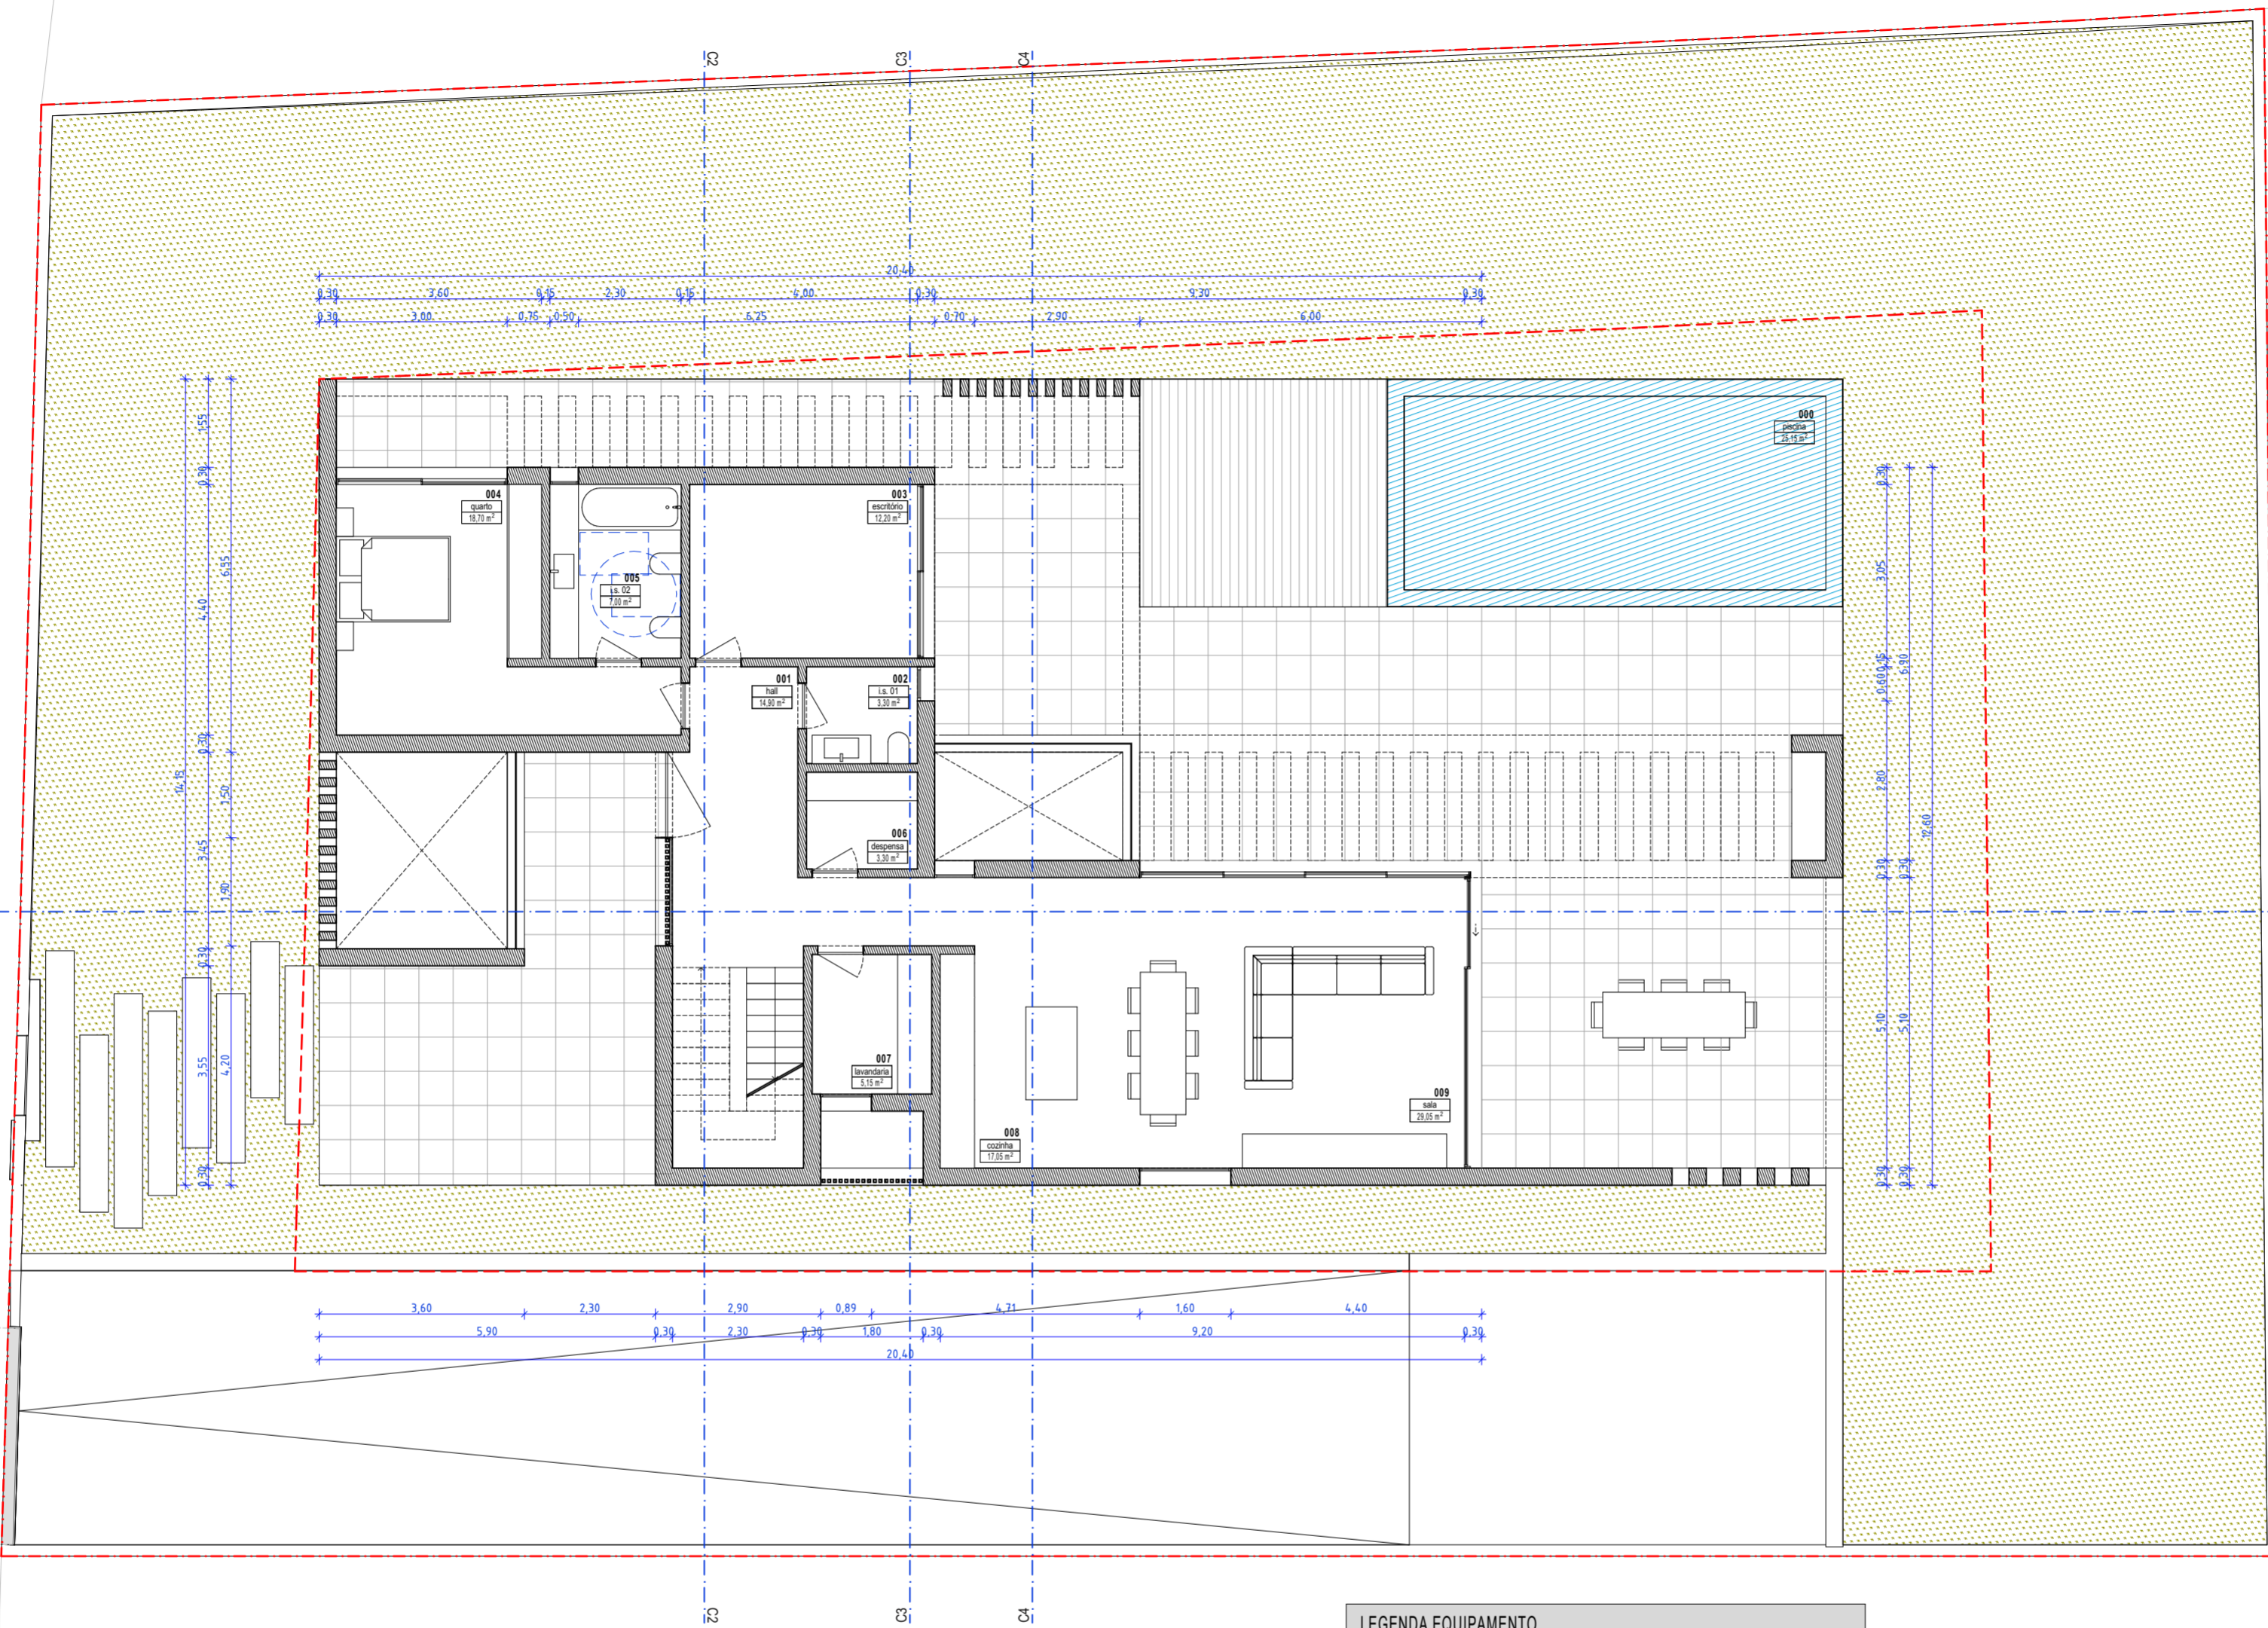 C2
C3
C4
20,40
0,30
3,60
0,15
2,30
0,15
4,00
0,30
9,30
0,30
0,30
3,00
0,75
0,50
6,25
0,70
2,90
6,00
000
piscina
25,15 m²
004
quarto
18,70 m²
003
escritório
12,20 m²
005
i.s. 02
7,00 m²
001
hall
14,90 m²
002
i.s. 01
3,30 m²
006
despensa
3,30 m²
007
lavandaria
5,15 m²
008
cozinha
17,05 m²
009
sala
29,05 m²
14,15
1,55
0,30
4,40
0,30
3,45
0,30
3,55
0,30
6,55
1,50
1,90
4,20
0,30
3,05
0,15
0,60
2,80
0,30
5,10
0,30
6,90
0,30
5,10
0,30
12,60
3,60
2,30
2,90
0,89
4,71
1,60
4,40
5,90
0,30
2,30
0,30
1,80
0,30
9,20
0,30
20,40
C2
C3
C4
LEGENDA EQUIPAMENTO